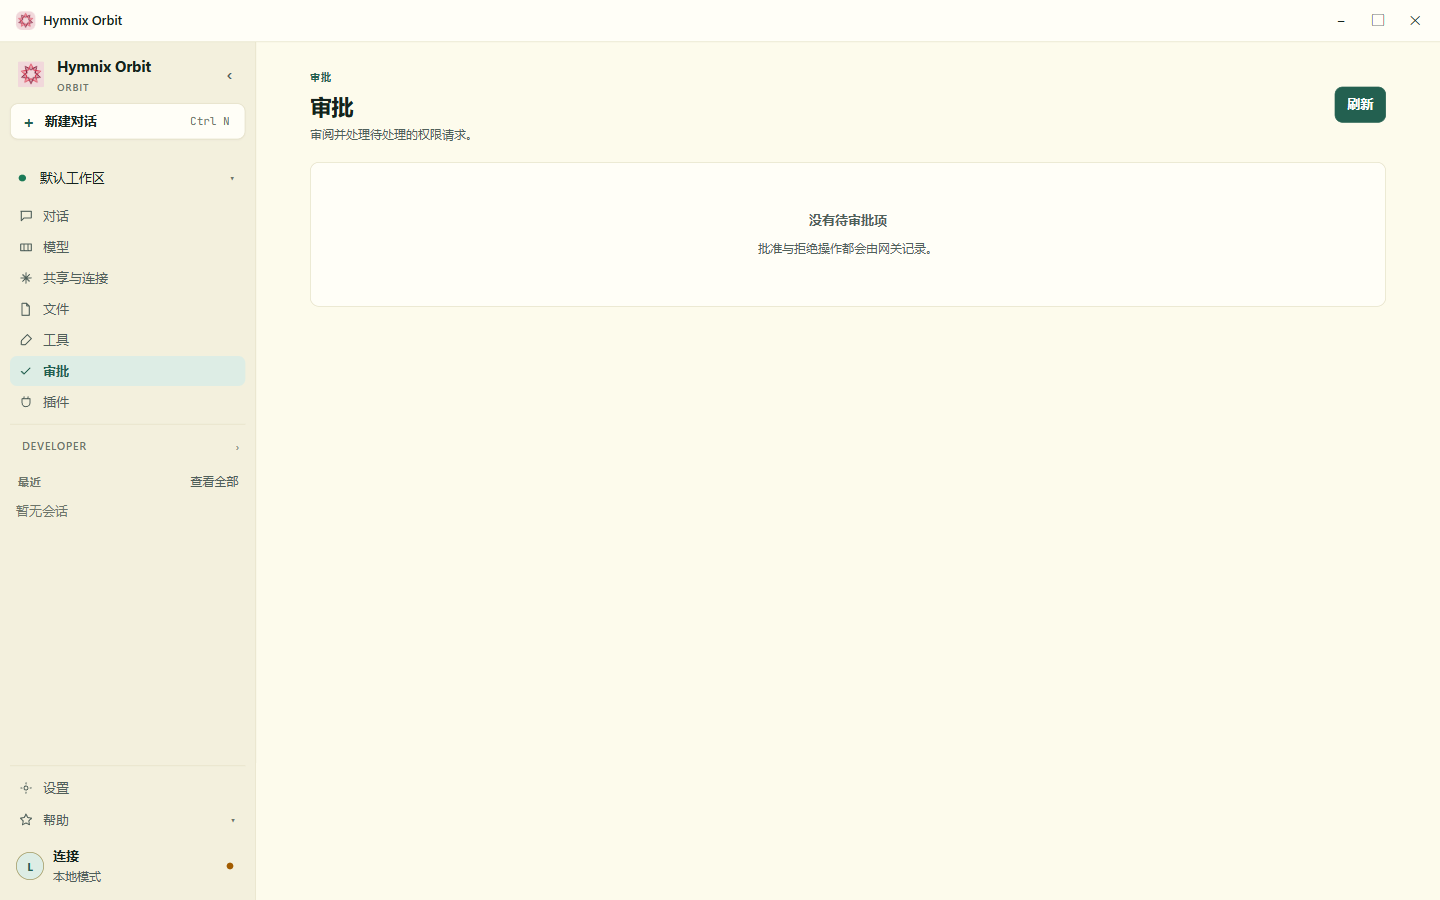 Hymnix Orbit
Hymnix Orbit
ORBIT
新建对话 Ctrl N
默认工作区
对话
模型
共享与连接
文件
工具
审批
插件
DEVELOPER
最近 查看全部
暂无会话
设置
帮助
L
连接
本地模式
审批
审批
审阅并处理待处理的权限请求。
刷新
没有待审批项
批准与拒绝操作都会由网关记录。